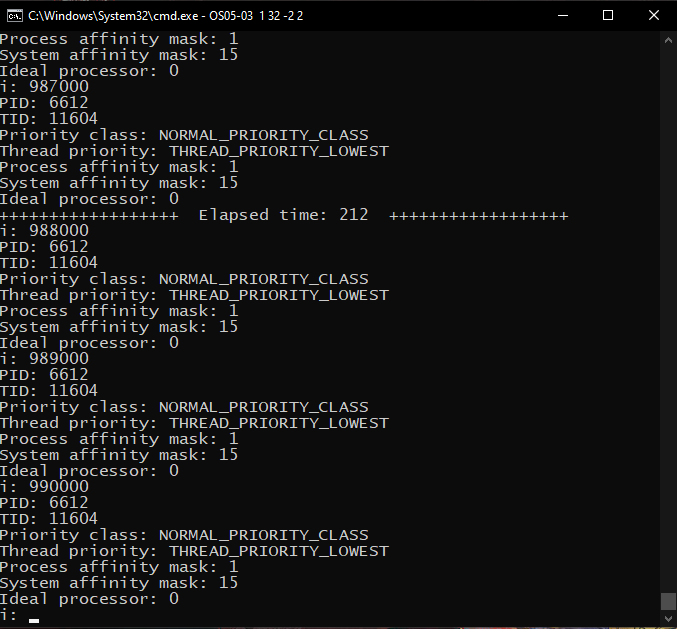 C:\Windows\System32\cmd.exe - OS05-03  1 32 -2 2
Process affinity mask: 1
System affinity mask: 15
Ideal processor: 0
i: 987000
PID: 6612
TID: 11604
Priority class: NORMAL_PRIORITY_CLASS
Thread priority: THREAD_PRIORITY_LOWEST
Process affinity mask: 1
System affinity mask: 15
Ideal processor: 0
++++++++++++++++++  Elapsed time: 212  ++++++++++++++++++
i: 988000
PID: 6612
TID: 11604
Priority class: NORMAL_PRIORITY_CLASS
Thread priority: THREAD_PRIORITY_LOWEST
Process affinity mask: 1
System affinity mask: 15
Ideal processor: 0
i: 989000
PID: 6612
TID: 11604
Priority class: NORMAL_PRIORITY_CLASS
Thread priority: THREAD_PRIORITY_LOWEST
Process affinity mask: 1
System affinity mask: 15
Ideal processor: 0
i: 990000
PID: 6612
TID: 11604
Priority class: NORMAL_PRIORITY_CLASS
Thread priority: THREAD_PRIORITY_LOWEST
Process affinity mask: 1
System affinity mask: 15
Ideal processor: 0
i: